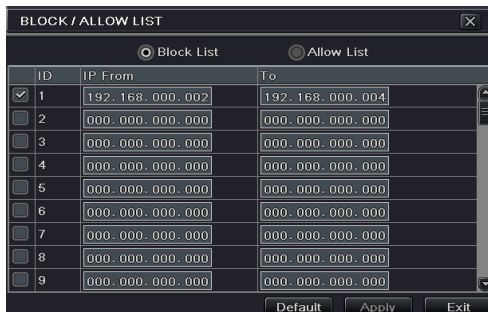 BLOCK / ALLOW LIST
Block List Allow List
ID IP From To
1 192.168.000.002 192.168.000.004
2 000.000.000.000 000.000.000.000
3 000.000.000.000 000.000.000.000
4 000.000.000.000 000.000.000.000
5 000.000.000.000 000.000.000.000
6 000.000.000.000 000.000.000.000
7 000.000.000.000 000.000.000.000
8 000.000.000.000 000.000.000.000
9 000.000.000.000 000.000.000.000
Default Apply Exit